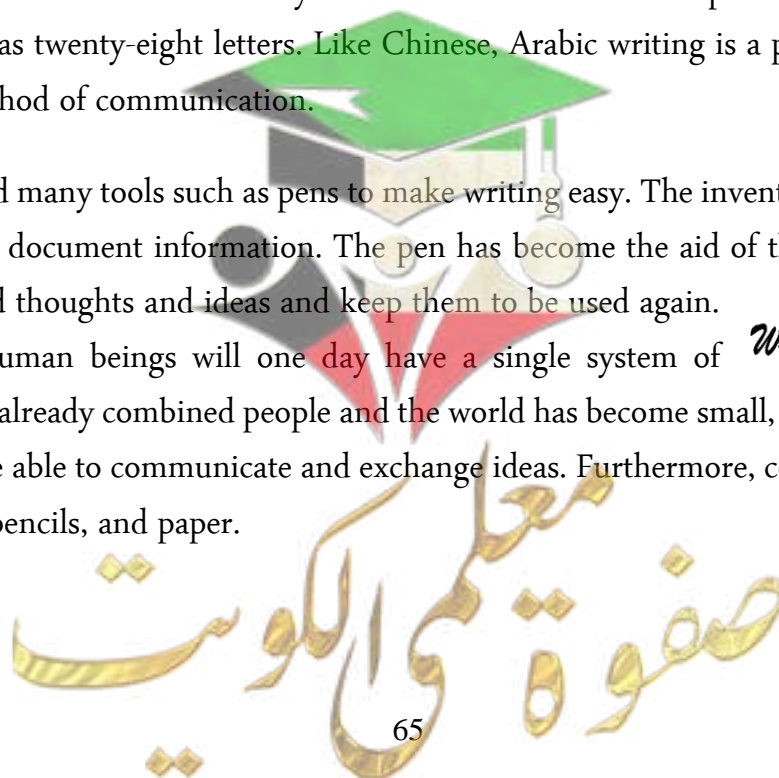 as twenty-eight letters. Like Chinese, Arabic writing is a
hod of communication.
many tools such as pens to make writing easy. The
document information. The pen has become the aid of
thoughts and ideas and keep them to be used again.
uman beings will one day have a single system of
already combined people and the world has become small,
able to communicate and exchange ideas. Furthermore,
pencils, and paper.
صفوة معلمي الكويت
65